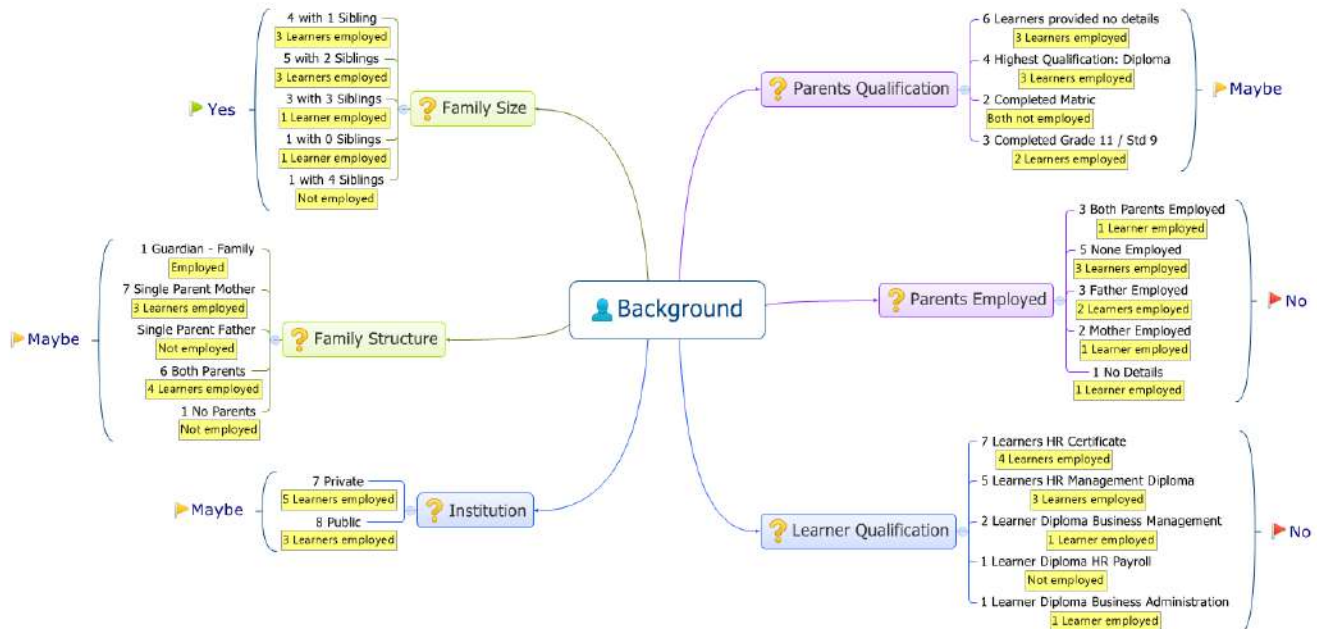 Background
Family Size
4 with 1 Sibling
3 Learners employed
5 with 2 Siblings
3 Learners employed
3 with 3 Siblings
1 Learner employed
1 with 0 Siblings
1 Learner employed
1 with 4 Siblings
Not employed
Yes
Family Structure
1 Guardian - Family
Employed
7 Single Parent Mother
3 Learners employed
Single Parent Father
Not employed
6 Both Parents
4 Learners employed
1 No Parents
Not employed
Maybe
Institution
7 Private
5 Learners employed
8 Public
3 Learners employed
Maybe
Parents Qualification
6 Learners provided no details
3 Learners employed
4 Highest Qualification: Diploma
3 Learners employed
2 Completed Matric
Both not employed
3 Completed Grade 11 / Std 9
2 Learners employed
Maybe
Parents Employed
3 Both Parents Employed
1 Learner employed
5 None Employed
3 Learners employed
3 Father Employed
2 Learners employed
2 Mother Employed
1 Learner employed
1 No Details
1 Learner employed
No
Learner Qualification
7 Learners HR Certificate
4 Learners employed
5 Learners HR Management Diploma
3 Learners employed
2 Learner Diploma Business Management
1 Learner employed
1 Learner Diploma HR Payroll
Not employed
1 Learner Diploma Business Administration
1 Learner employed
No